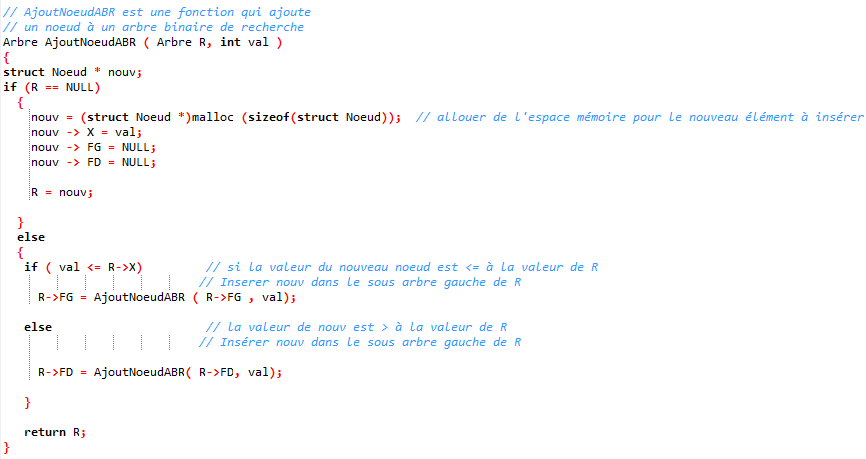 // AjoutNoeudABR est une fonction qui ajoute
// un noeud à un arbre binaire de recherche
Arbre AjoutNoeudABR ( Arbre R, int val )
{
struct Noeud * nouv;
if (R == NULL)
{
nouv = (struct Noeud *)malloc (sizeof(struct Noeud)); // allouer de l'espace mémoire pour le nouveau élément à insérer
nouv -> X = val;
nouv -> FG = NULL;
nouv -> FD = NULL;
R = nouv;
}
else
{
if ( val <= R->X) // si la valeur du nouveau noeud est <= à la valeur de R
// Inserer nouv dans le sous arbre gauche de R
R->FG = AjoutNoeudABR ( R->FG , val);
else // la valeur de nouv est > à la valeur de R
// Insérer nouv dans le sous arbre gauche de R
R->FD = AjoutNoeudABR( R->FD, val);
}
return R;
}